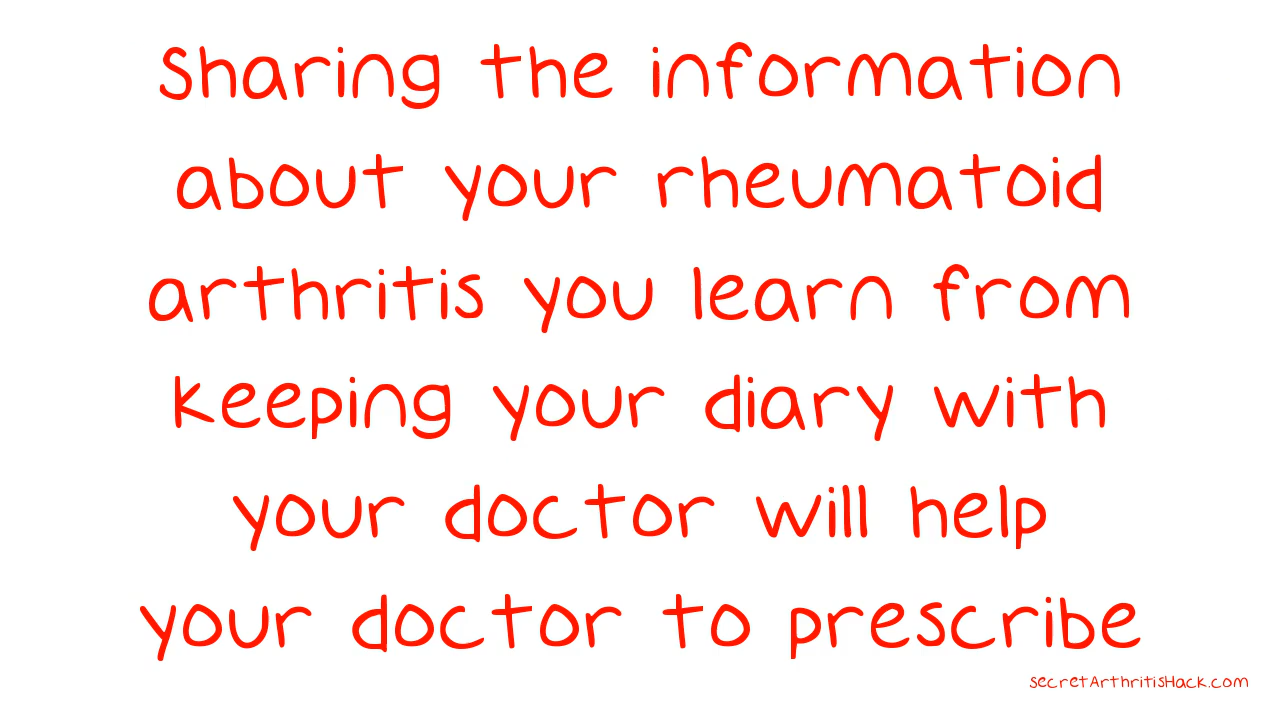 Sharing the information
about your rheumatoid
arthritis you learn from
keeping your diary with
your doctor will help
your doctor to prescribe
secretArthritisHack.com